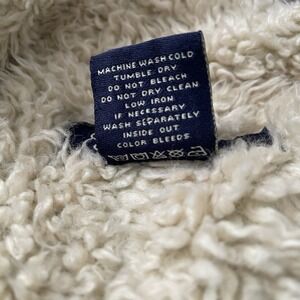 MACHINE WASH COLD
TUMBLE DRY
DO NOT BLEACH
DO NOT DRY CLEAN
LOW IRON
IF NECESSARY
WASH SEPARATELY
INSIDE OUT
COLOR BLEEDS